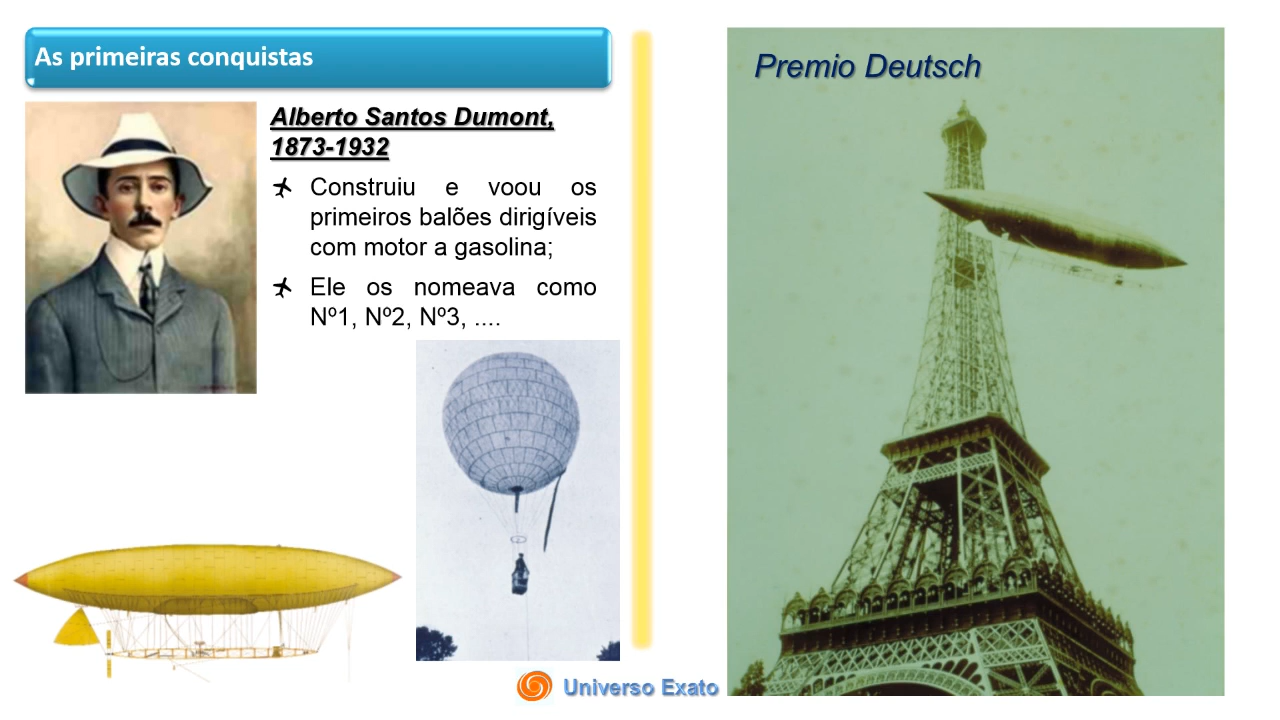 As primeiras conquistas
Alberto Santos Dumont,
1873-1932
Construiu e voou os
primeiros balões dirigíveis
com motor a gasolina;
Ele os nomeava como
Nº1, Nº2, Nº3, ....
Premio Deutsch
Universo Exato